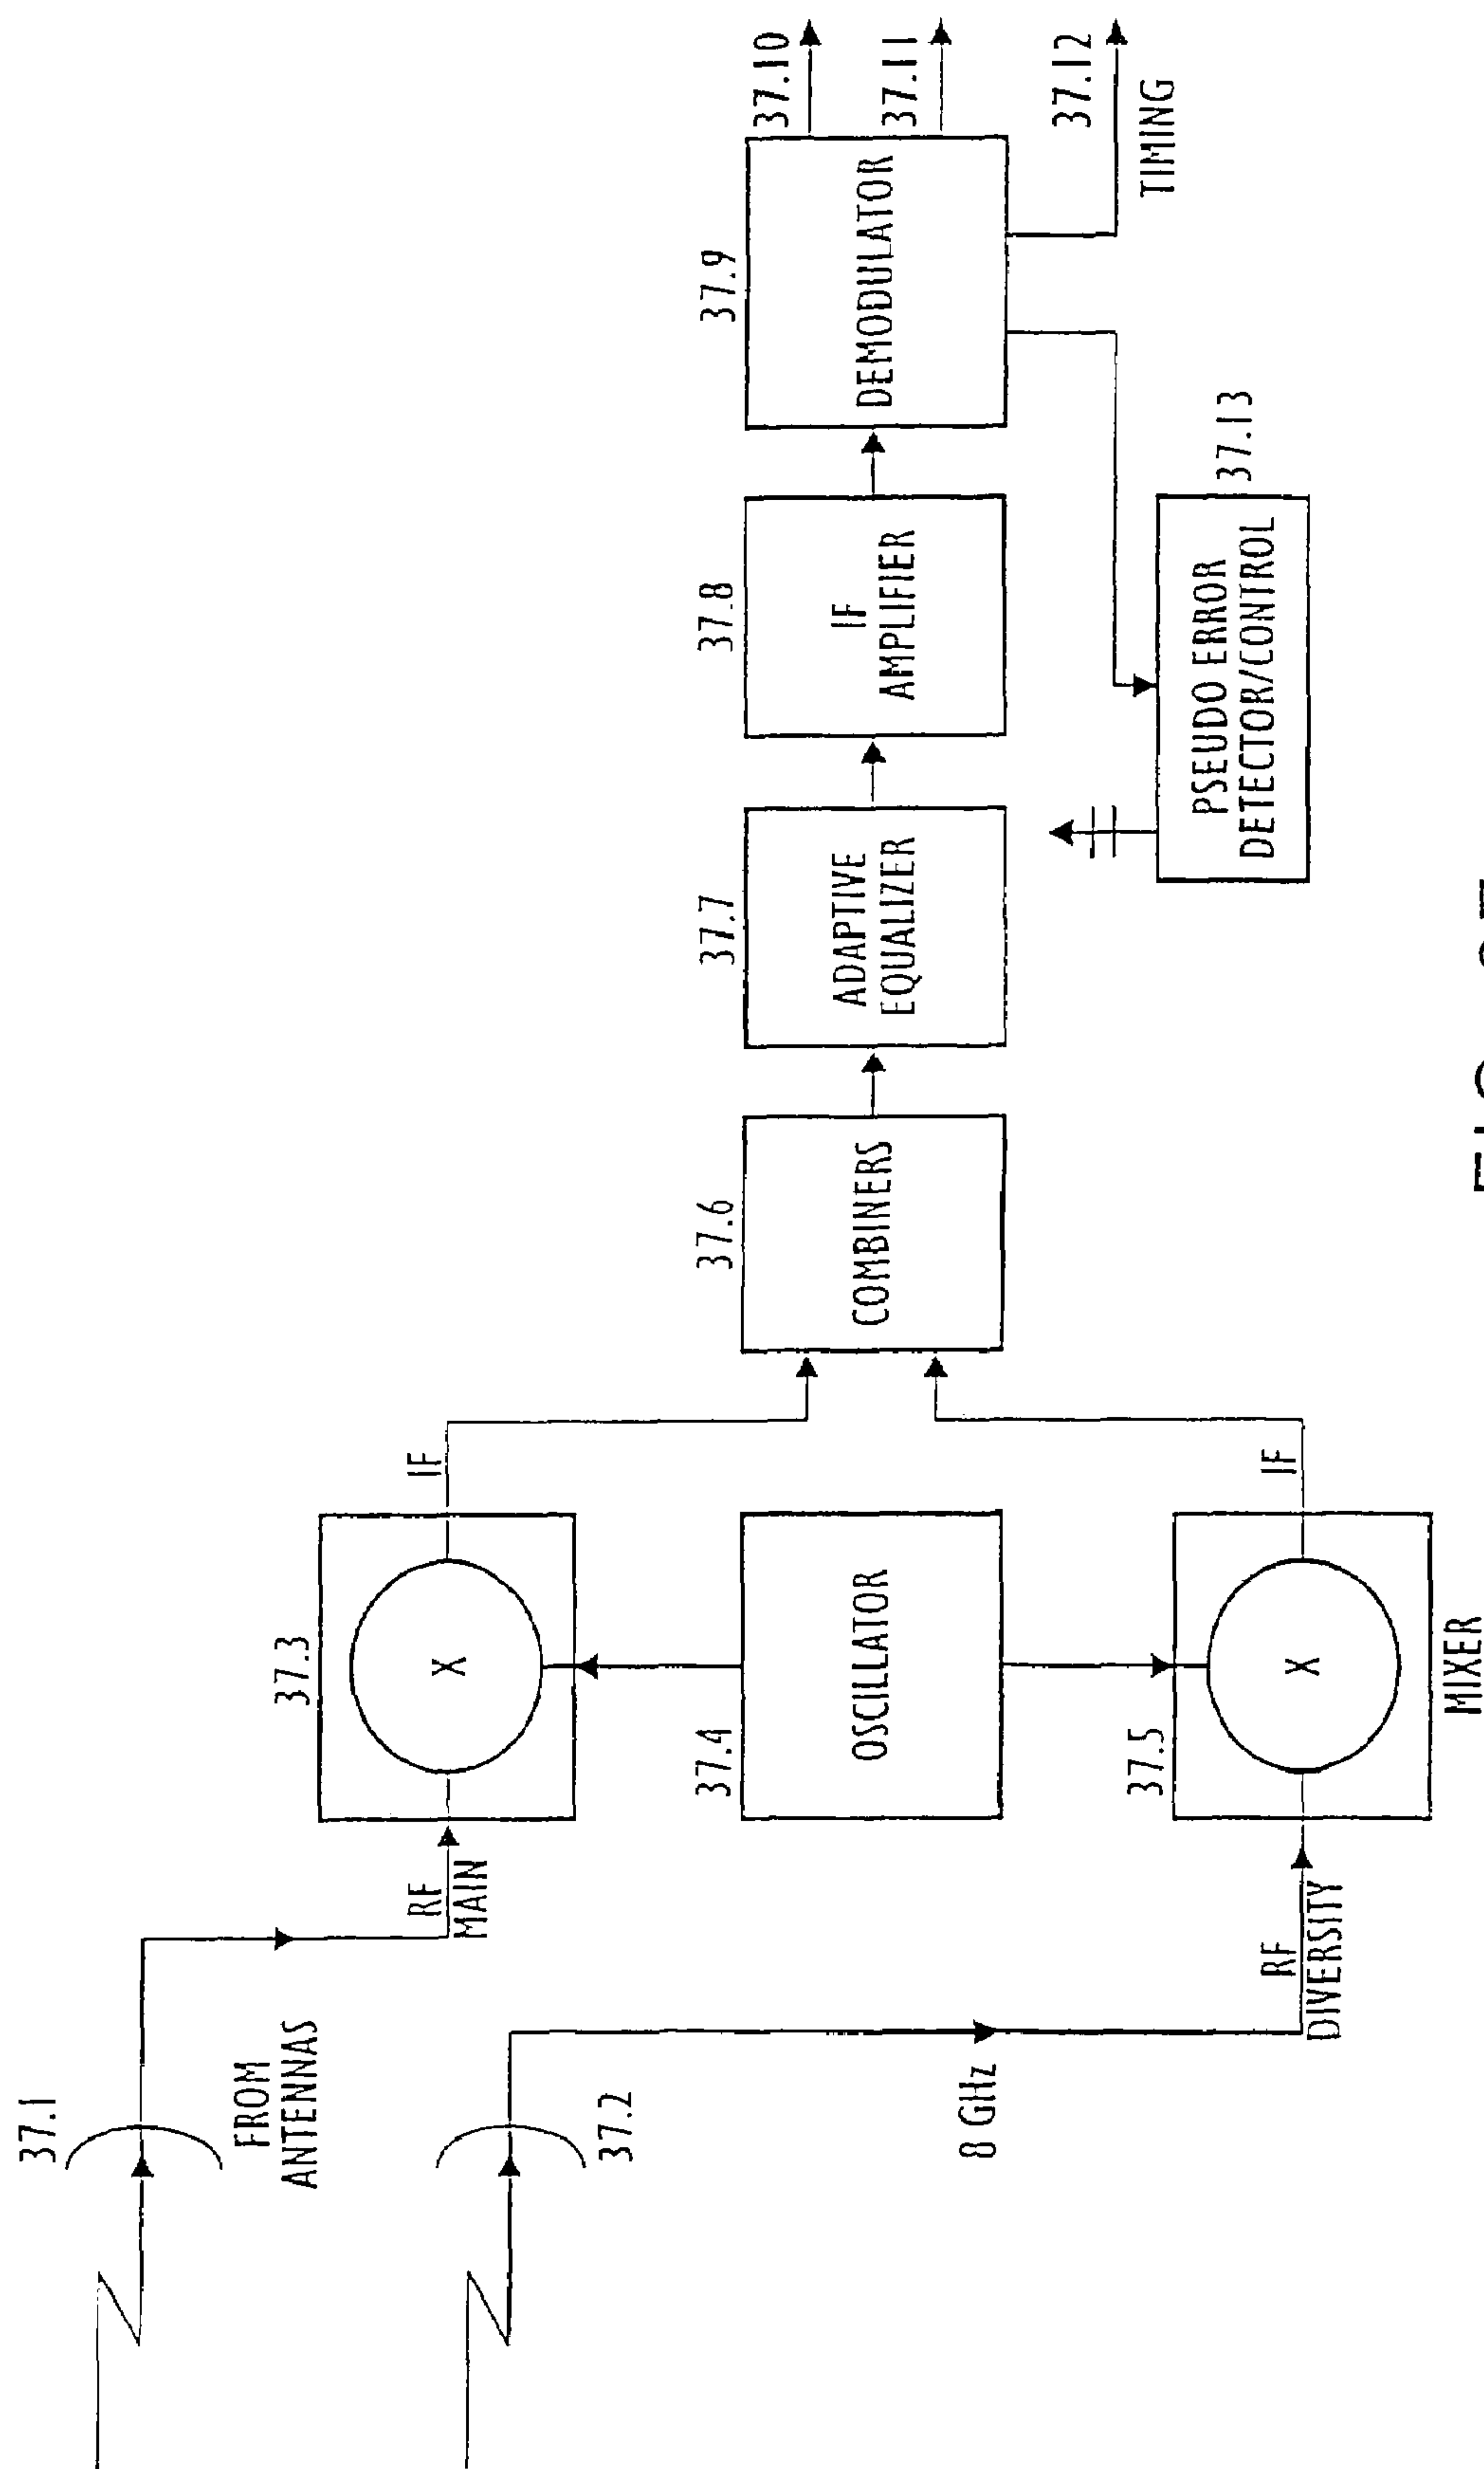 37.1
FROM
ANTENNAS
37.2
8 GHz
RF
MAIN
RF
DIVERSITY
37.3
X
37.4
OSCILLATOR
37.5
X
MIXER
IF
IF
37.6
COMBINERS
37.7
ADAPTIVE
EQUALIZER
37.8
IF
AMPLIFIER
37.9
DEMODULATOR
37.10
37.11
37.12
TIMING
PSEUDO ERROR
DETECTOR/CONTROL
37.13